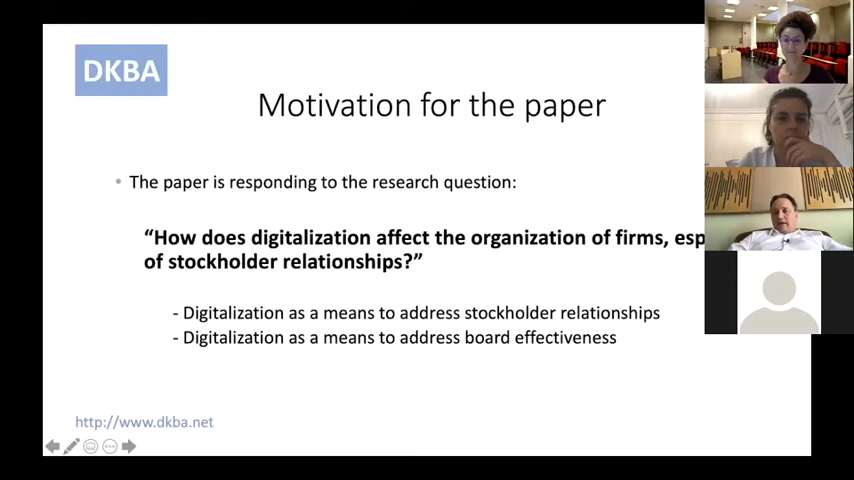 DKBA
Motivation for the paper
• The paper is responding to the research question:
“How does digitalization affect the organization of firms, esp
of stockholder relationships?”
- Digitalization as a means to address stockholder relationships
- Digitalization as a means to address board effectiveness
http://www.dkba.net